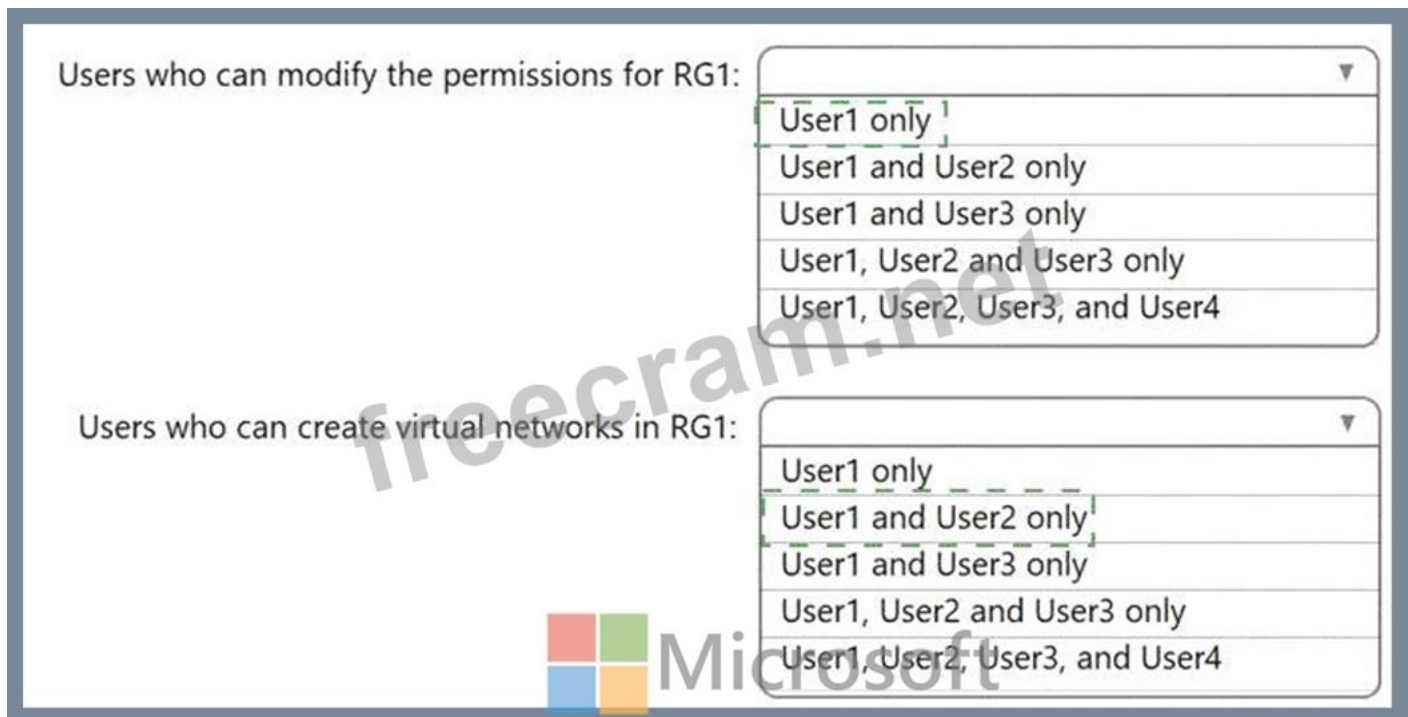 Users who can modify the permissions for RG1:
User1 only
User1 and User2 only
User1 and User3 only
User1, User2 and User3 only
User1, User2, User3, and User4
freecram.net
Users who can create virtual networks in RG1:
User1 only
User1 and User2 only
User1 and User3 only
User1, User2 and User3 only
User1, User2, User3, and User4
Microsoft